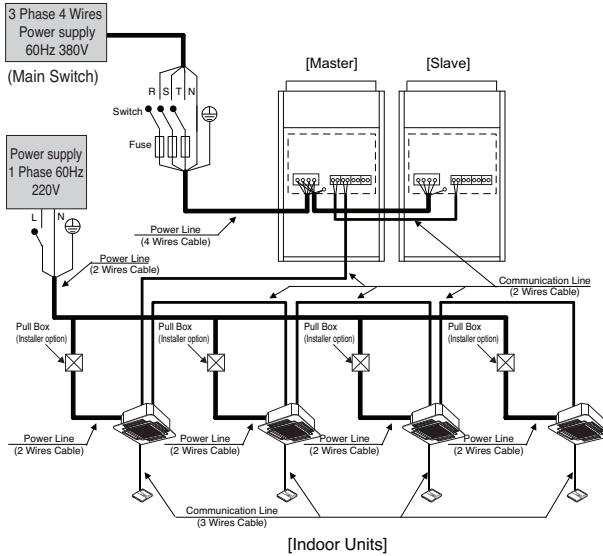 3 Phase 4 Wires
Power supply
60Hz 380V
(Main Switch)
[Master]
[Slave]
R S T N
Switch
Fuse
Power supply
1 Phase 60Hz
220V
L N
Power Line
(4 Wires Cable)
Power Line
(2 Wires Cable)
Communication Line
(2 Wires Cable)
Pull Box
(Installer option)
Pull Box
(Installer option)
Pull Box
(Installer option)
Pull Box
(Installer option)
Power Line
(2 Wires Cable)
Power Line
(2 Wires Cable)
Power Line
(2 Wires Cable)
Power Line
(2 Wires Cable)
Communication Line
(3 Wires Cable)
[Indoor Units]